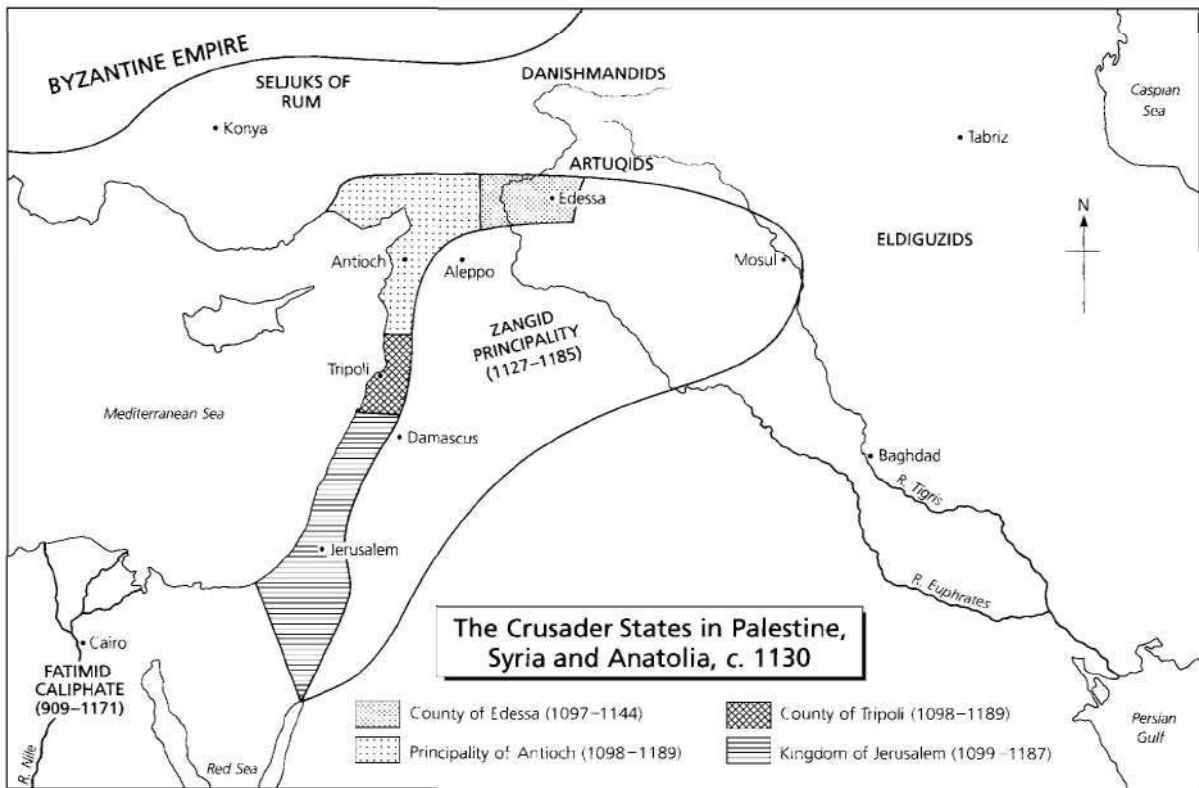 BYZANTINE EMPIRE
SELJUKS OF
RUM
DANISHMANDIDS
Caspian
Sea
Konya
Tabriz
ARTUQIDS
Edessa
N
ELDIGUZIDS
Antioch
Aleppo
Mosul
ZANGID
PRINCIPALITY
(1127–1185)
Tripoli
Mediterranean Sea
Damascus
Baghdad
R. Tigris
Jerusalem
R. Euphrates
Cairo
FATIMID
CALIPHATE
(909–1171)
R. Nile
Red Sea
Persian
Gulf
The Crusader States in Palestine,
Syria and Anatolia, c. 1130
County of Edessa (1097–1144)
County of Tripoli (1098–1189)
Principality of Antioch (1098–1189)
Kingdom of Jerusalem (1099–1187)